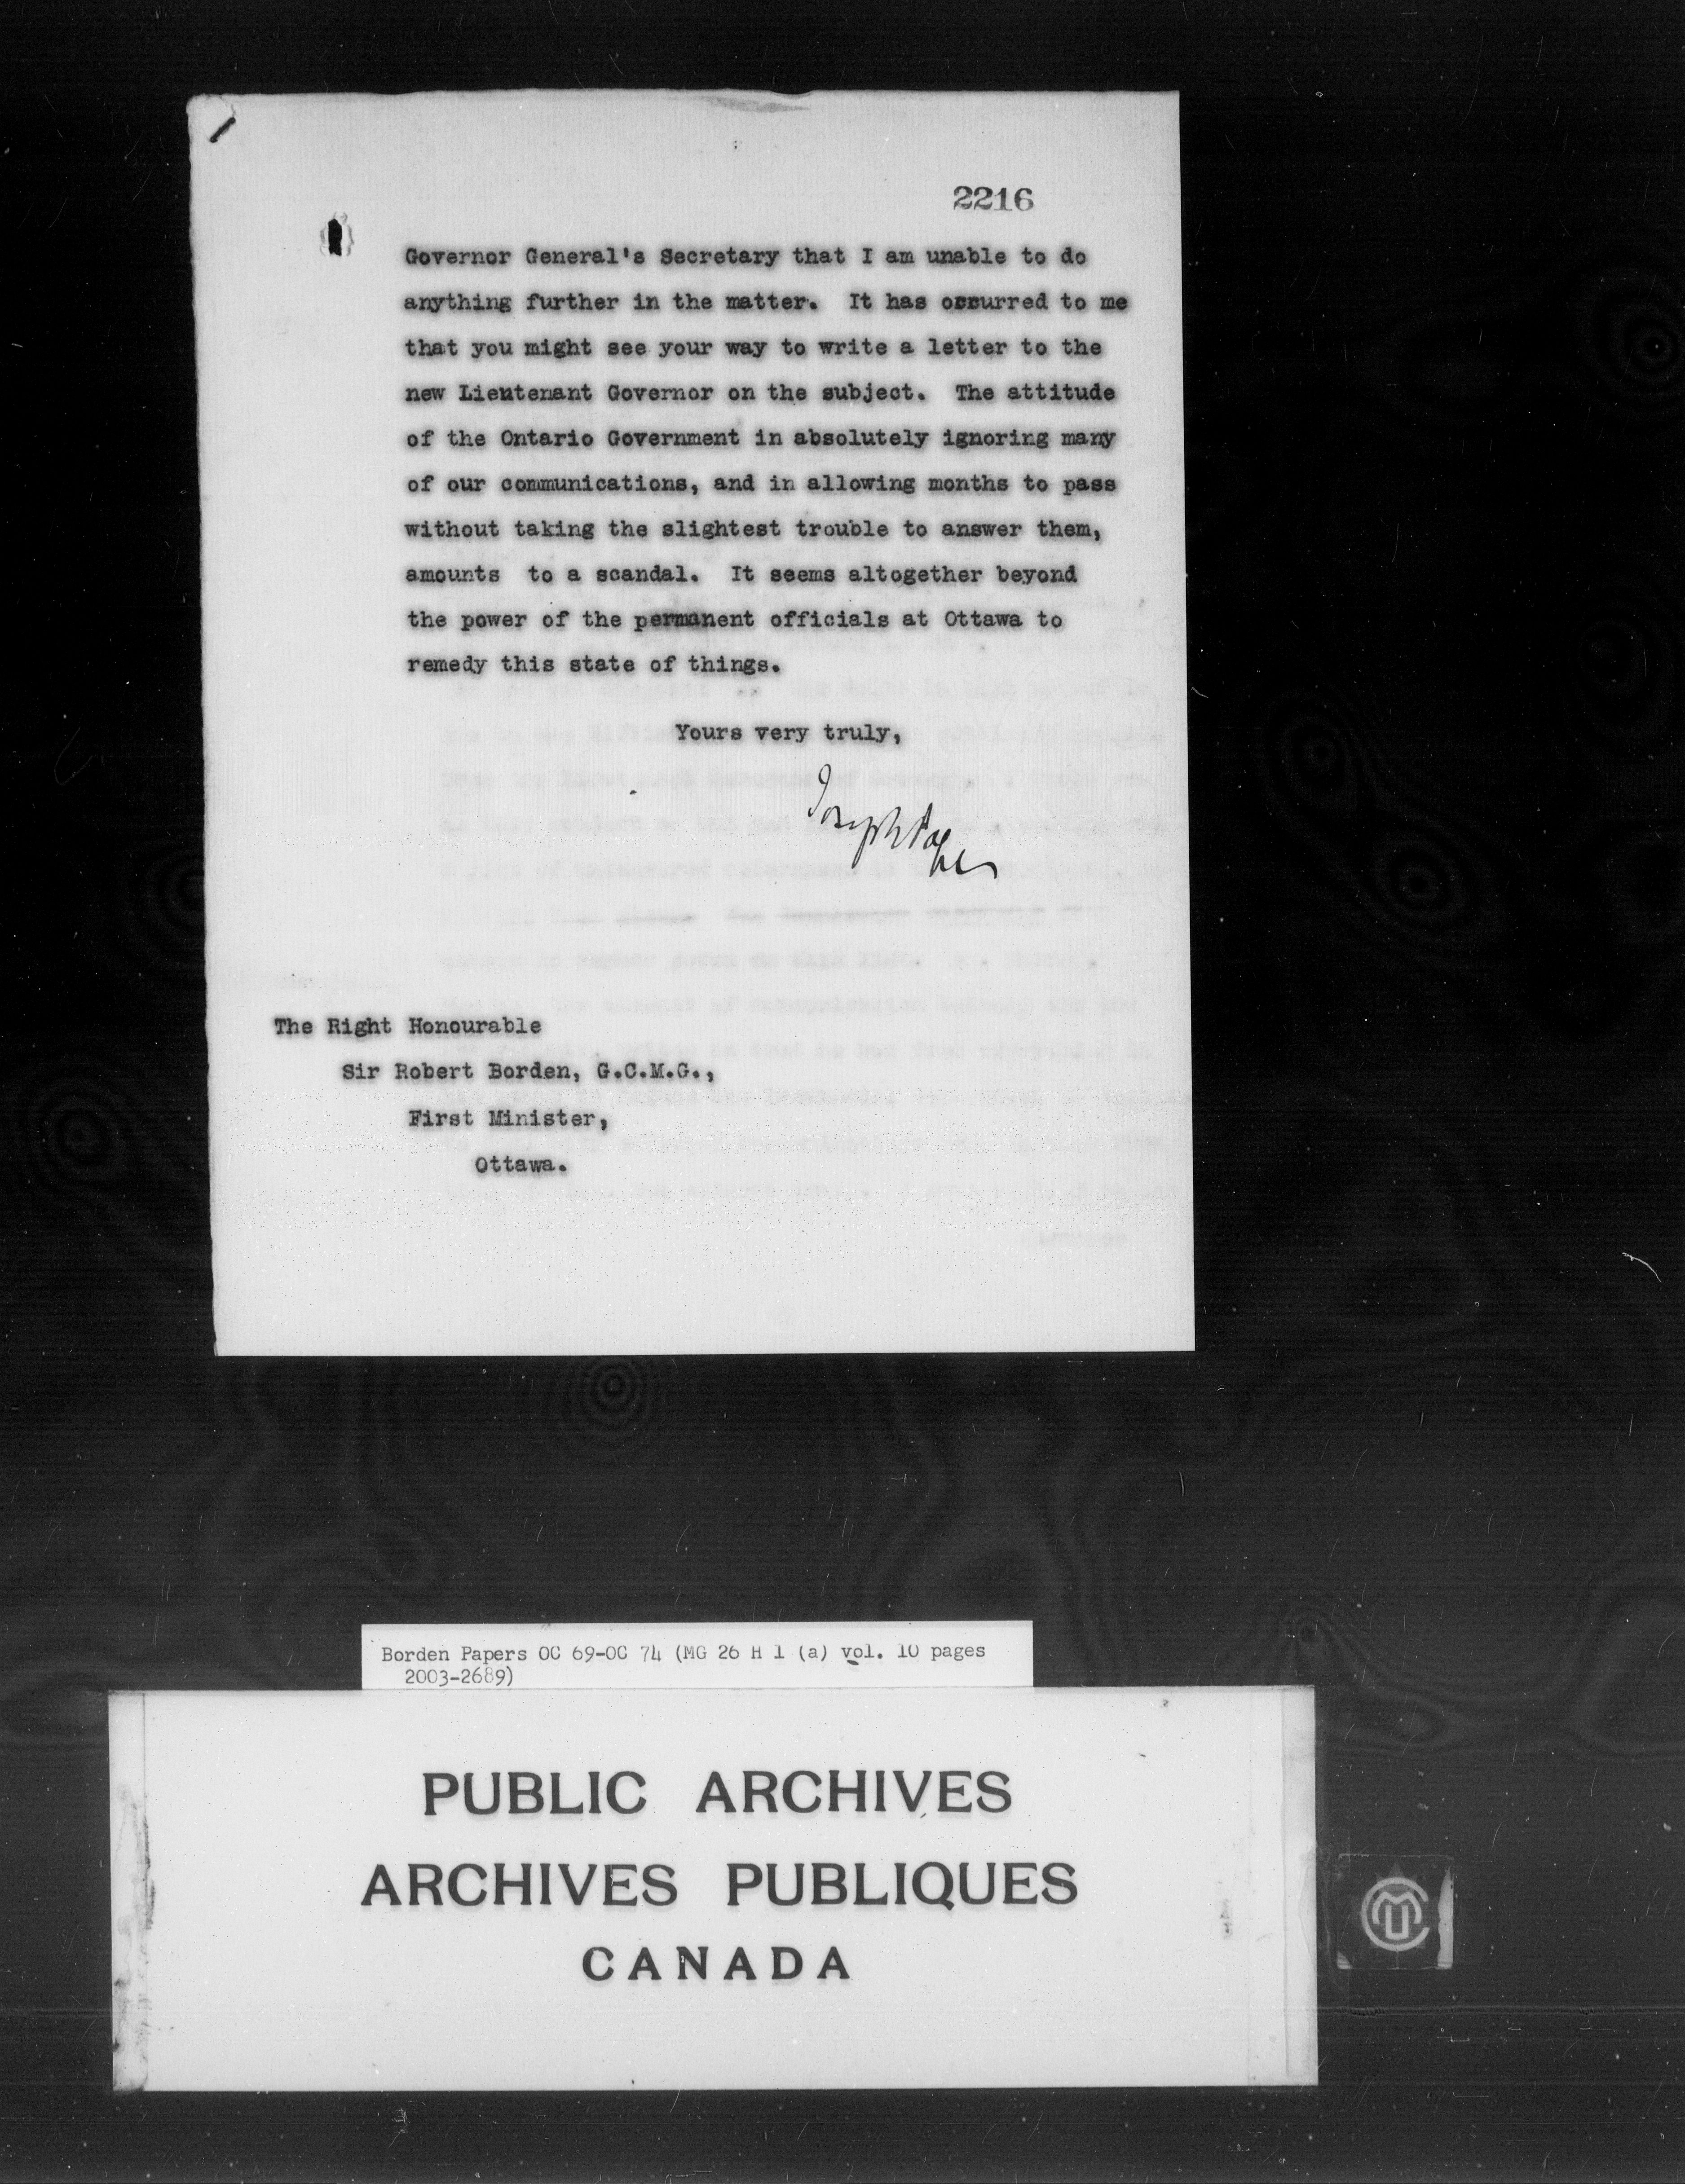 2216
Governor General's Secretary that I am unable to do
anything further in the matter. It has occurred to me
that you might see your way to write a letter to the
new Lieutenant Governor on the subject. The attitude
of the Ontario Government in absolutely ignoring many
of our communications, and in allowing months to pass
without taking the slightest trouble to answer them,
amounts to a scandal. It seems altogether beyond
the power of the permanent officials at Ottawa to
remedy this state of things.
Yours very truly,
Joseph Pope
The Right Honourable
Sir Robert Borden, G.C.M.G.,
First Minister,
Ottawa.
Borden Papers OC 69-OC 74 (MG 26 H 1 (a) vol. 10 pages
2003-2689)
PUBLIC ARCHIVES
ARCHIVES PUBLIQUES
CANADA